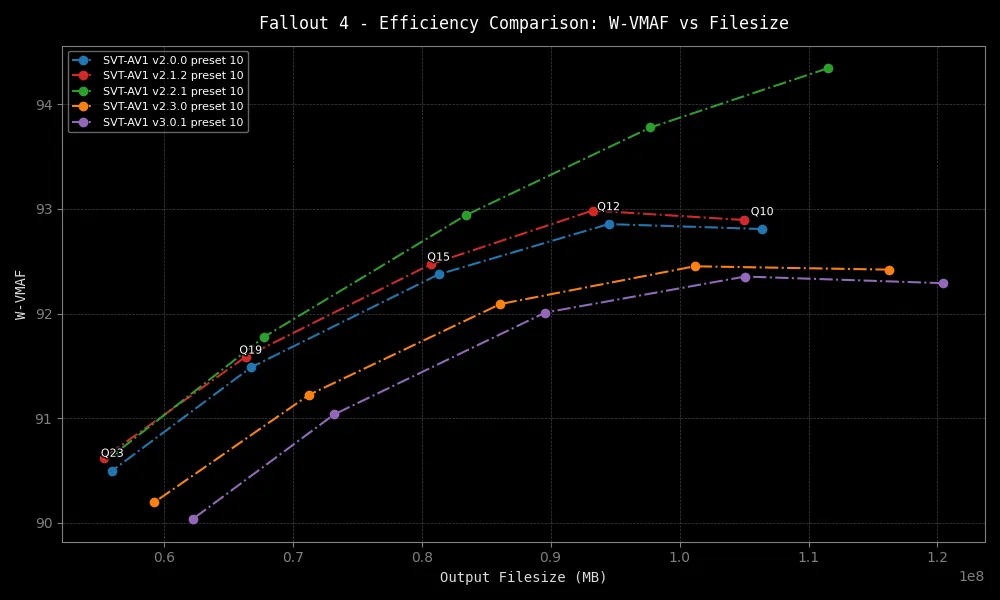 Fallout 4 - Efficiency Comparison: W-VMAF vs Filesize
SVT-AV1 v2.0.0 preset 10
SVT-AV1 v2.1.2 preset 10
SVT-AV1 v2.2.1 preset 10
SVT-AV1 v2.3.0 preset 10
SVT-AV1 v3.0.1 preset 10
94
93
92
91
90
W-VMAF
Q12
Q10
Q15
Q19
Q23
0.6
0.7
0.8
0.9
1.0
1.1
1.2
1e8
Output Filesize (MB)